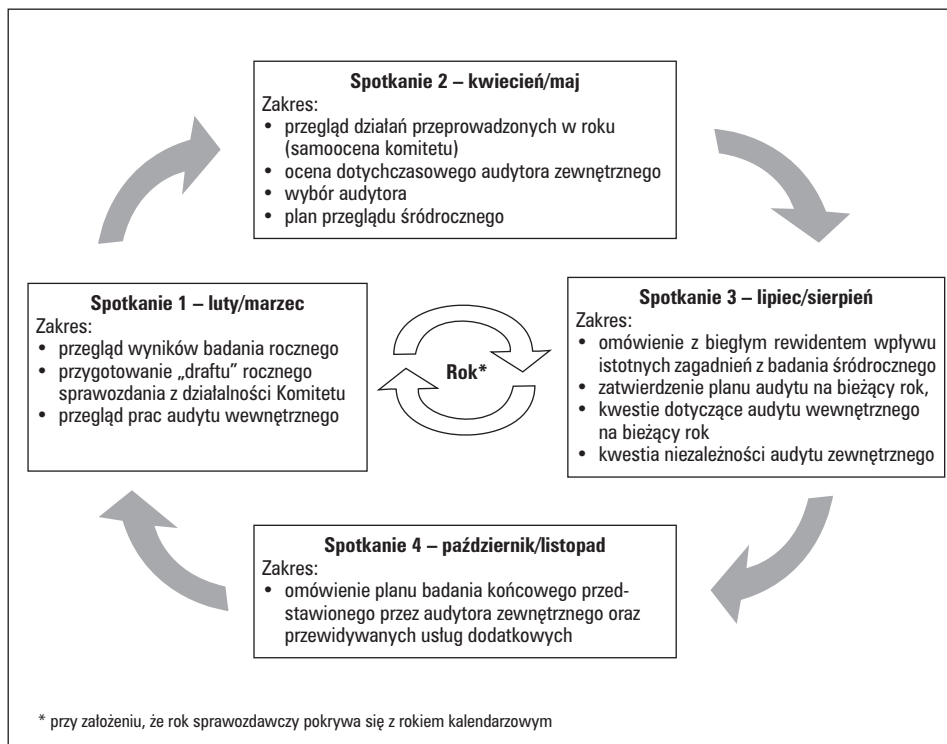 Spotkanie 2 – kwiecień/maj
Zakres:
• przegląd działań przeprowadzonych w roku
(samoocena komitetu)
• ocena dotychczasowego audytora zewnętrznego
• wybór audytora
• plan przeglądu śródrocznego
Spotkanie 1 – luty/marzec
Zakres:
• przegląd wyników badania rocznego
• przygotowanie „draftu” rocznego
sprawozdania z działalności Komitetu
• przegląd prac audytu wewnętrznego
Rok*
Spotkanie 3 – lipiec/sierpień
Zakres:
• omówienie z biegłym rewidentem wpływu
istotnych zagadnień z badania śródrocznego
• zatwierdzenie planu audytu na bieżący rok,
• kwestie dotyczące audytu wewnętrznego
na bieżący rok
• kwestia niezależności audytu zewnętrznego
Spotkanie 4 – październik/listopad
Zakres:
• omówienie planu badania końcowego przed-
stawionego przez audytora zewnętrznego oraz
przewidywanych usług dodatkowych
* przy założeniu, że rok sprawozdawczy pokrywa się z rokiem kalendarzowym